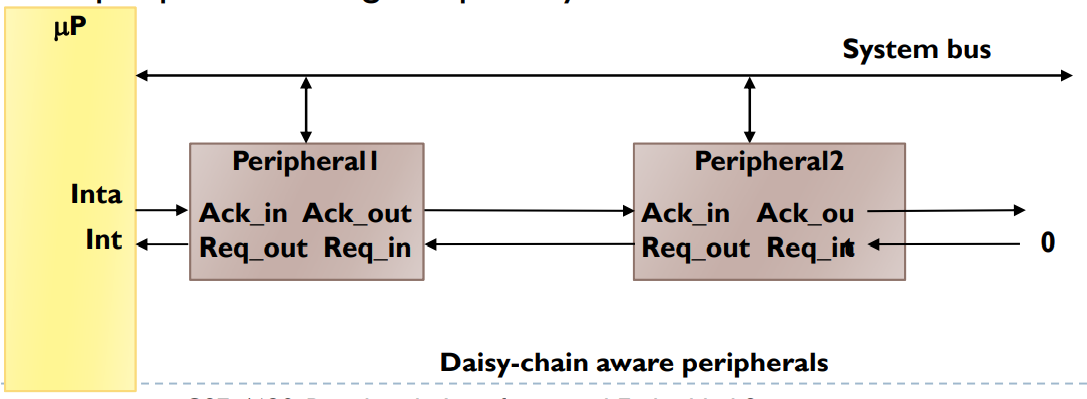 μP
System bus
Peripheral1
Peripheral2
Inta
Ack_in Ack_out
Ack_in Ack_ou
Int
Req_out Req_in
Req_out Req_in
t
0
Daisy-chain aware peripherals